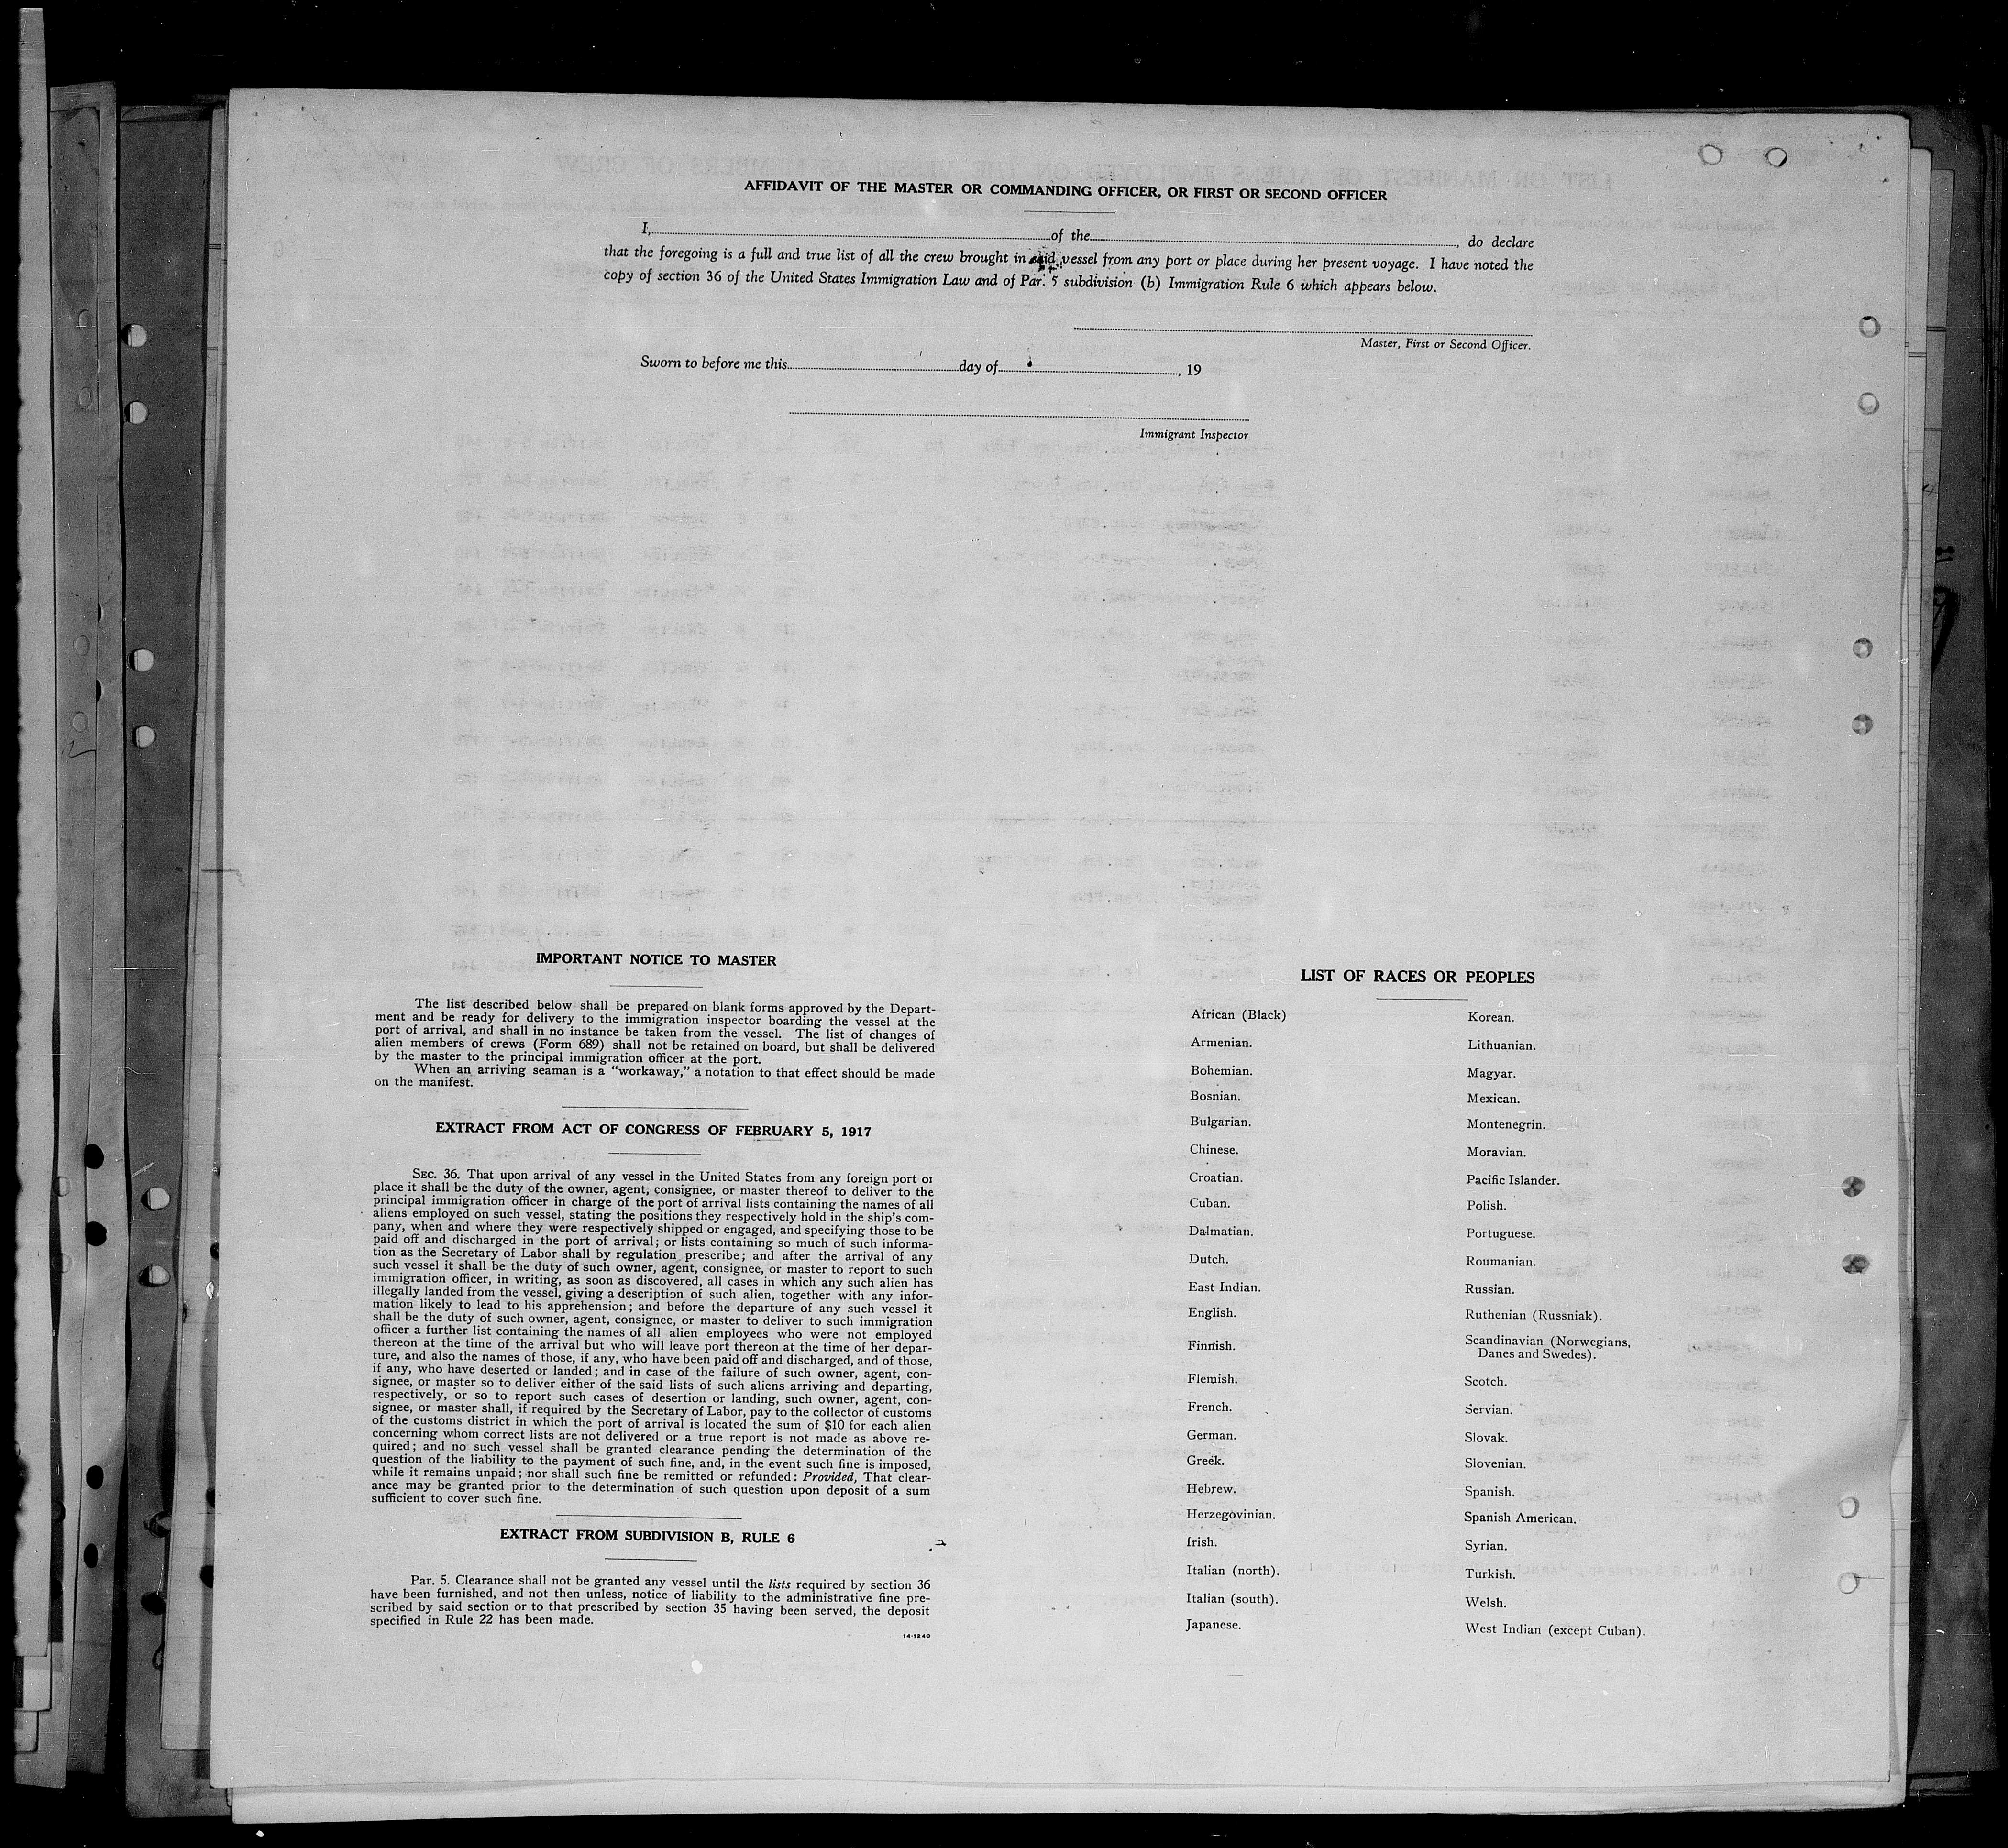 AFFIDAVIT OF THE MASTER OR COMMANDING OFFICER, OR FIRST OR SECOND OFFICER
I, of the , do declare
that the foregoing is a full and true list of all the crew brought in said vessel from any port or place during her present voyage. I have noted the
copy of section 36 of the United States Immigration Law and of Par. 5 subdivision (b) Immigration Rule 6 which appears below.
Master, First or Second Officer.
Sworn to before me this day of , 19
Immigrant Inspector
IMPORTANT NOTICE TO MASTER
The list described below shall be prepared on blank forms approved by the Depart-
ment and be ready for delivery to the immigration inspector boarding the vessel at the
port of arrival, and shall in no instance be taken from the vessel. The list of changes of
alien members of crews (Form 689) shall not be retained on board, but shall be delivered
by the master to the principal immigration officer at the port.
When an arriving seaman is a "workaway," a notation to that effect should be made
on the manifest.
EXTRACT FROM ACT OF CONGRESS OF FEBRUARY 5, 1917
SEC. 36. That upon arrival of any vessel in the United States from any foreign port or
place it shall be the duty of the owner, agent, consignee, or master thereof to deliver to the
principal immigration officer in charge of the port of arrival lists containing the names of all
aliens employed on such vessel, stating the positions they respectively hold in the ship's com-
pany, when and where they were respectively shipped or engaged, and specifying those to be
paid off and discharged in the port of arrival; or lists containing so much of such informa-
tion as the Secretary of Labor shall by regulation prescribe; and after the arrival of any
such vessel it shall be the duty of such owner, agent, consignee, or master to report to such
immigration officer, in writing, as soon as discovered, all cases in which any such alien has
illegally landed from the vessel, giving a description of such alien, together with any infor-
mation likely to lead to his apprehension; and before the departure of any such vessel it
shall be the duty of such owner, agent, consignee, or master to deliver to such immigration
officer a further list containing the names of all alien employees who were not employed
thereon at the time of the arrival but who will leave port thereon at the time of her depar-
ture, and also the names of those, if any, who have been paid off and discharged, and of those,
if any, who have deserted or landed; and in case of the failure of such owner, agent, con-
signee, or master so to deliver either of the said lists of such aliens arriving and departing,
respectively, or so to report such cases of desertion or landing, such owner, agent, con-
signee, or master shall, if required by the Secretary of Labor, pay to the collector of customs
of the customs district in which the port of arrival is located the sum of $10 for each alien
concerning whom correct lists are not delivered or a true report is not made as above re-
quired; and no such vessel shall be granted clearance pending the determination of the
question of the liability to the payment of such fine, and, in the event such fine is imposed,
while it remains unpaid; nor shall such fine be remitted or refunded: Provided, That clear-
ance may be granted prior to the determination of such question upon deposit of a sum
sufficient to cover such fine.
EXTRACT FROM SUBDIVISION B, RULE 6
Par. 5. Clearance shall not be granted any vessel until the lists required by section 36
have been furnished, and not then unless, notice of liability to the administrative fine pre-
scribed by said section or to that prescribed by section 35 having been served, the deposit
specified in Rule 22 has been made.
14-1240
LIST OF RACES OR PEOPLES
African (Black)
Armenian.
Bohemian.
Bosnian.
Bulgarian.
Chinese.
Croatian.
Cuban.
Dalmatian.
Dutch.
East Indian.
English.
Finnish.
Flemish.
French.
German.
Greek.
Hebrew.
Herzegovinian.
Irish.
Italian (north).
Italian (south).
Japanese.
Korean.
Lithuanian.
Magyar.
Mexican.
Montenegrin.
Moravian.
Pacific Islander.
Polish.
Portuguese.
Roumanian.
Russian.
Ruthenian (Russniak).
Scandinavian (Norwegians,
Danes and Swedes).
Scotch.
Servian.
Slovak.
Slovenian.
Spanish.
Spanish American.
Syrian.
Turkish.
Welsh.
West Indian (except Cuban).